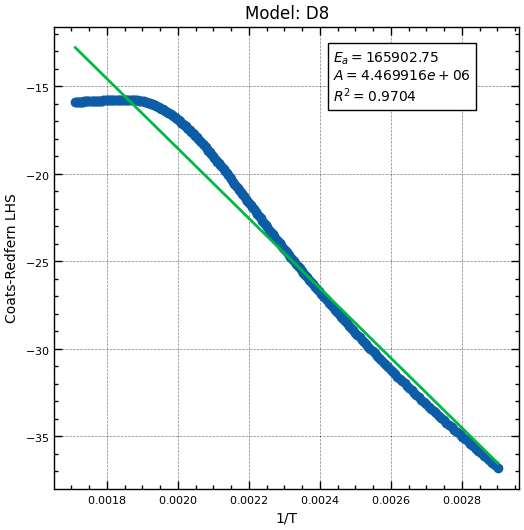 Model: D8
E_a = 165902.75
A = 4.469916e + 06
R² = 0.9704
−15
−20
−25
−30
−35
Coats-Redfern LHS
0.0018 0.0020 0.0022 0.0024 0.0026 0.0028
1/T